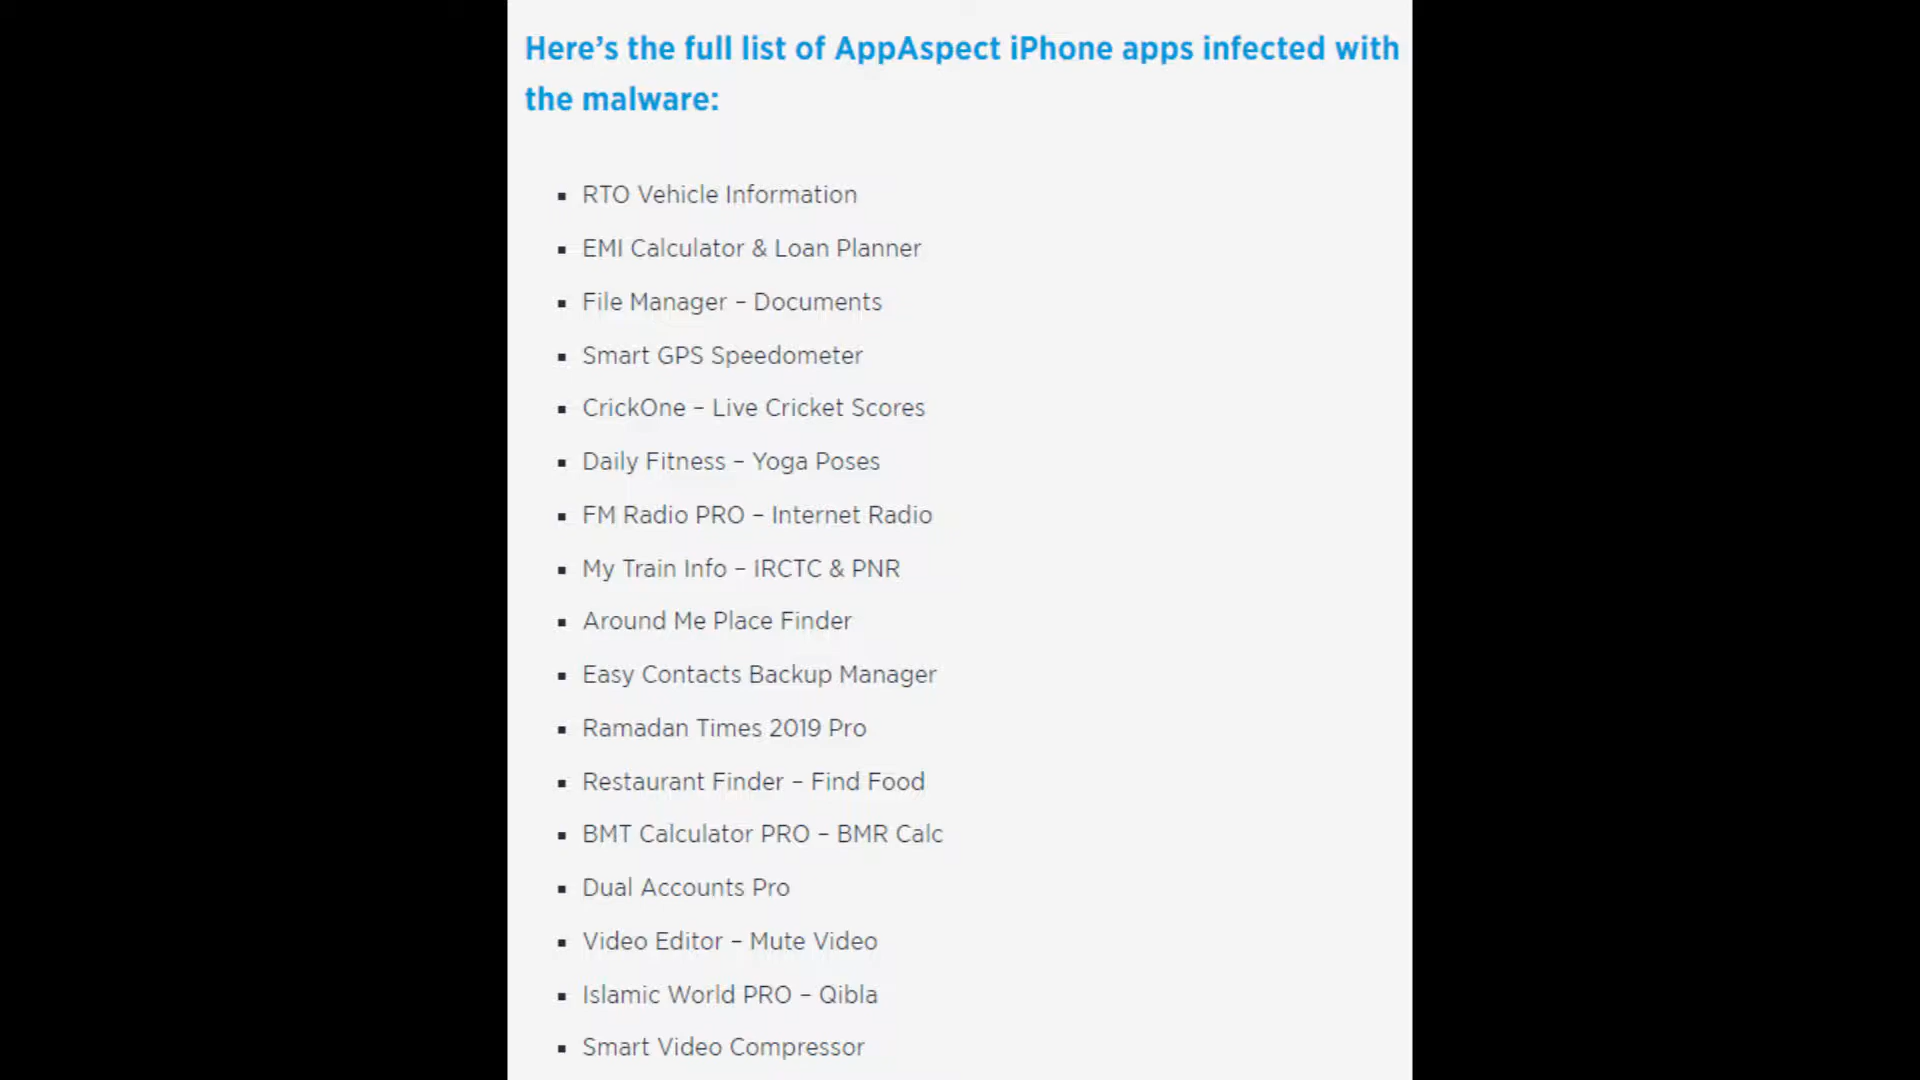 Here’s the full list of AppAspect iPhone apps infected with
the malware:
▪ RTO Vehicle Information
▪ EMI Calculator & Loan Planner
▪ File Manager – Documents
▪ Smart GPS Speedometer
▪ CrickOne – Live Cricket Scores
▪ Daily Fitness – Yoga Poses
▪ FM Radio PRO – Internet Radio
▪ My Train Info – IRCTC & PNR
▪ Around Me Place Finder
▪ Easy Contacts Backup Manager
▪ Ramadan Times 2019 Pro
▪ Restaurant Finder – Find Food
▪ BMT Calculator PRO – BMR Calc
▪ Dual Accounts Pro
▪ Video Editor – Mute Video
▪ Islamic World PRO – Qibla
▪ Smart Video Compressor